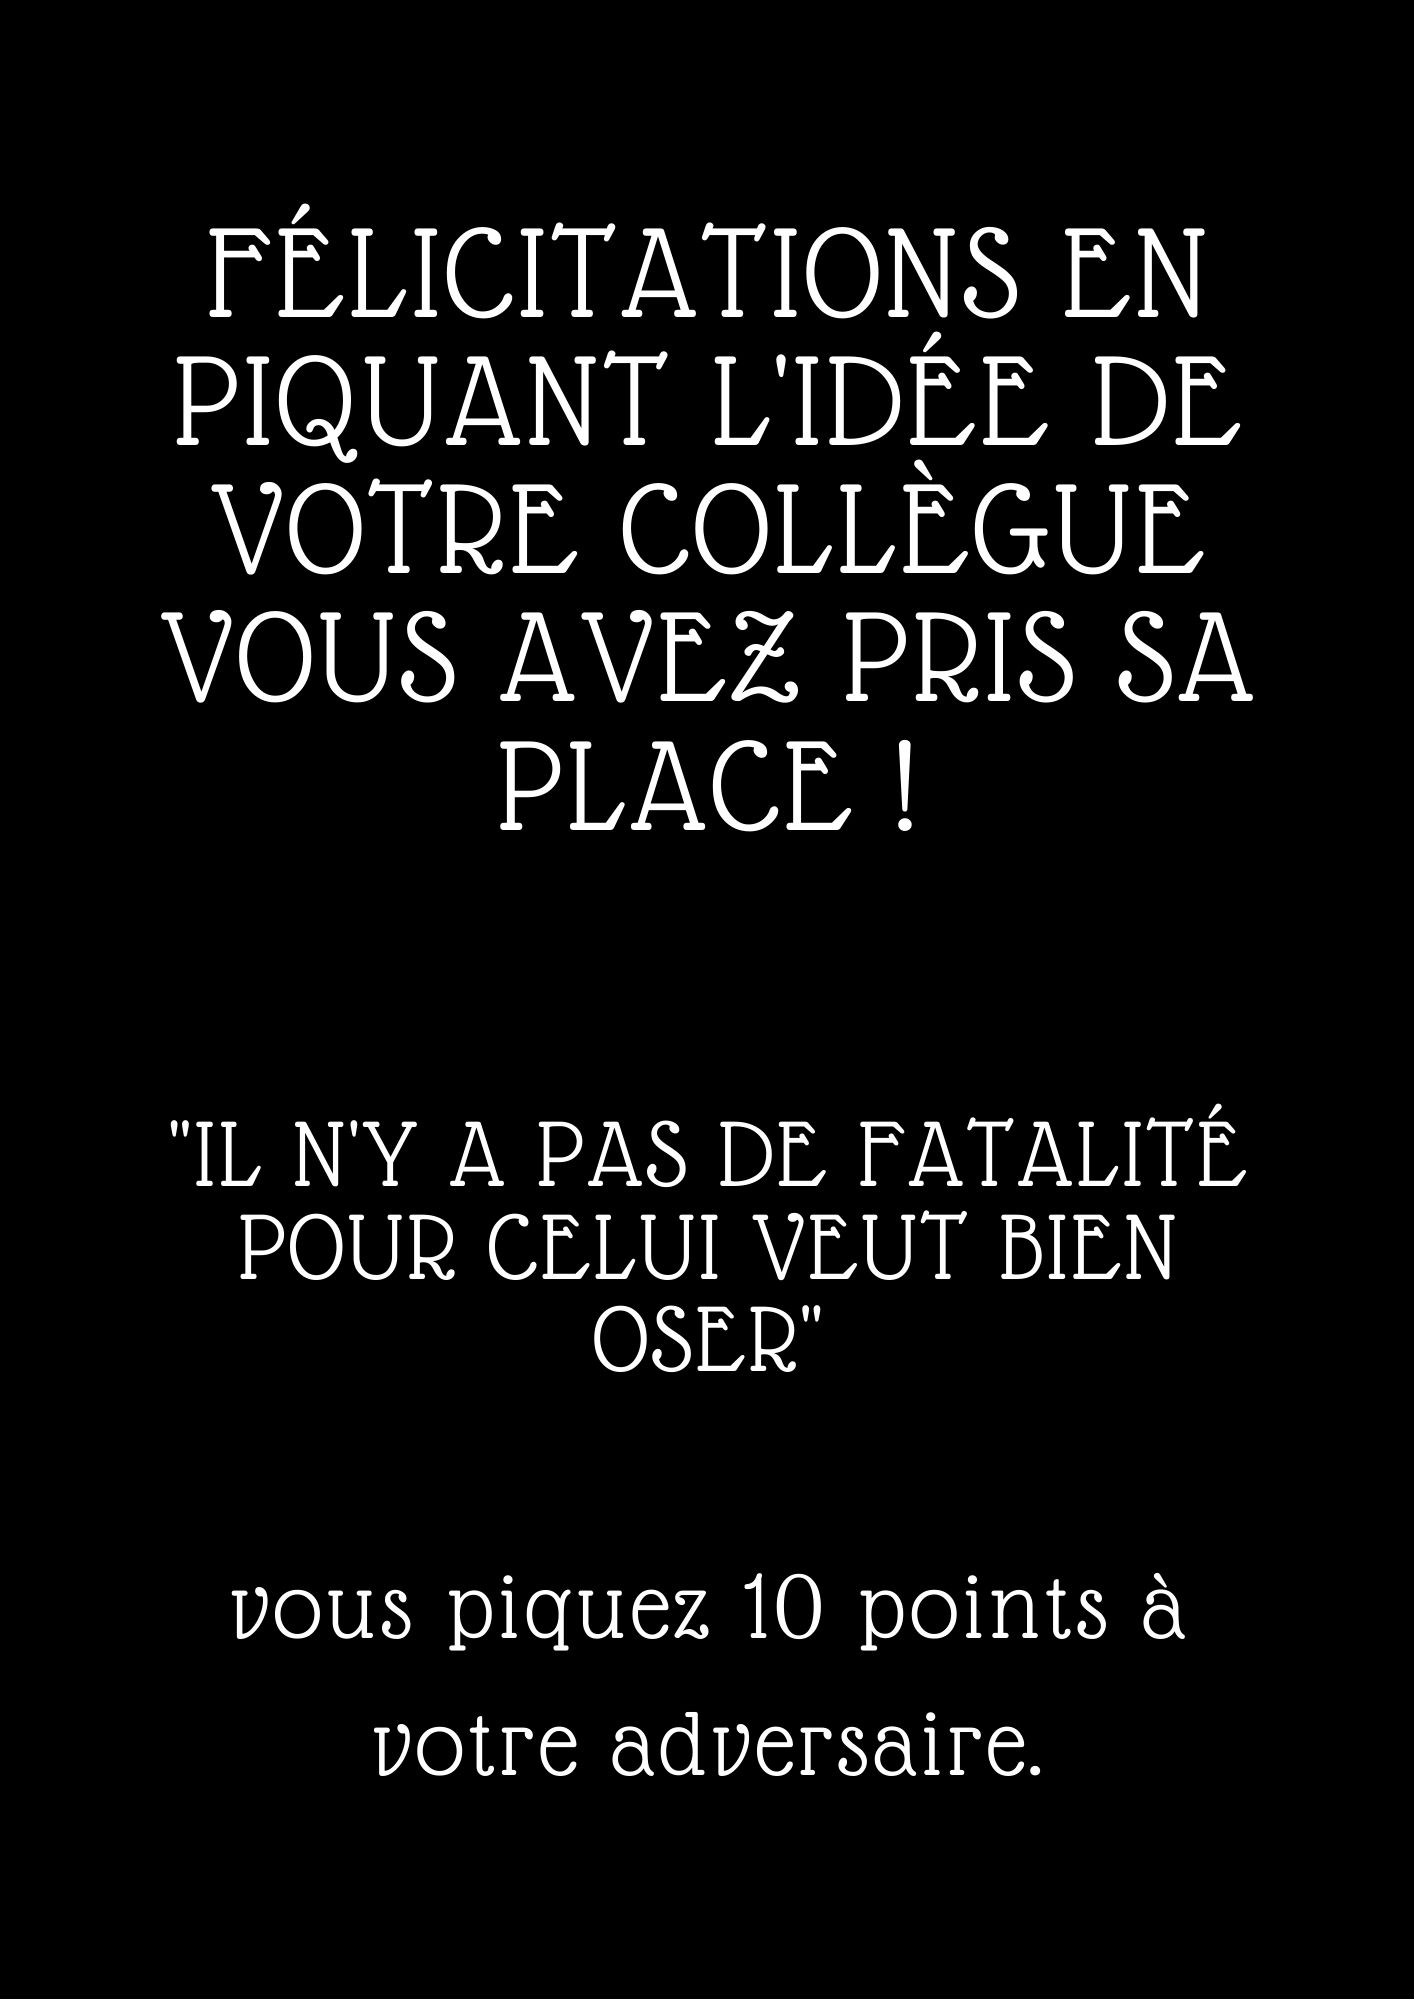 FÉLICITATIONS EN
PIQUANT L'IDÉE DE
VOTRE COLLÈGUE
VOUS AVEZ PRIS SA
PLACE !
"IL N'Y A PAS DE FATALITÉ
POUR CELUI VEUT BIEN
OSER"
vous piquez 10 points à
votre adversaire.